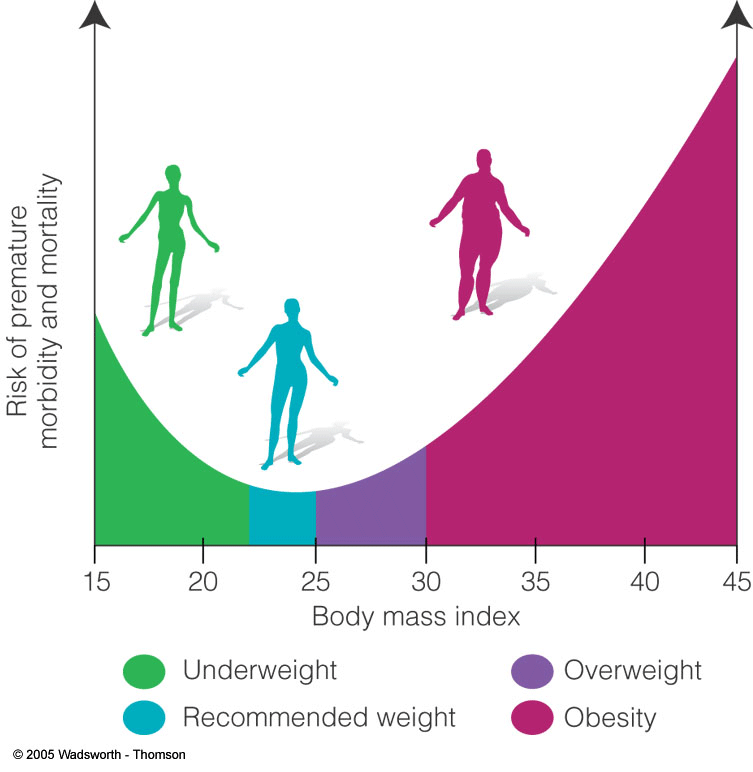 Risk of premature
morbidity and mortality
15 20 25 30 35 40 45
Body mass index
Underweight
Overweight
Recommended weight
Obesity
© 2005 Wadsworth - Thomson